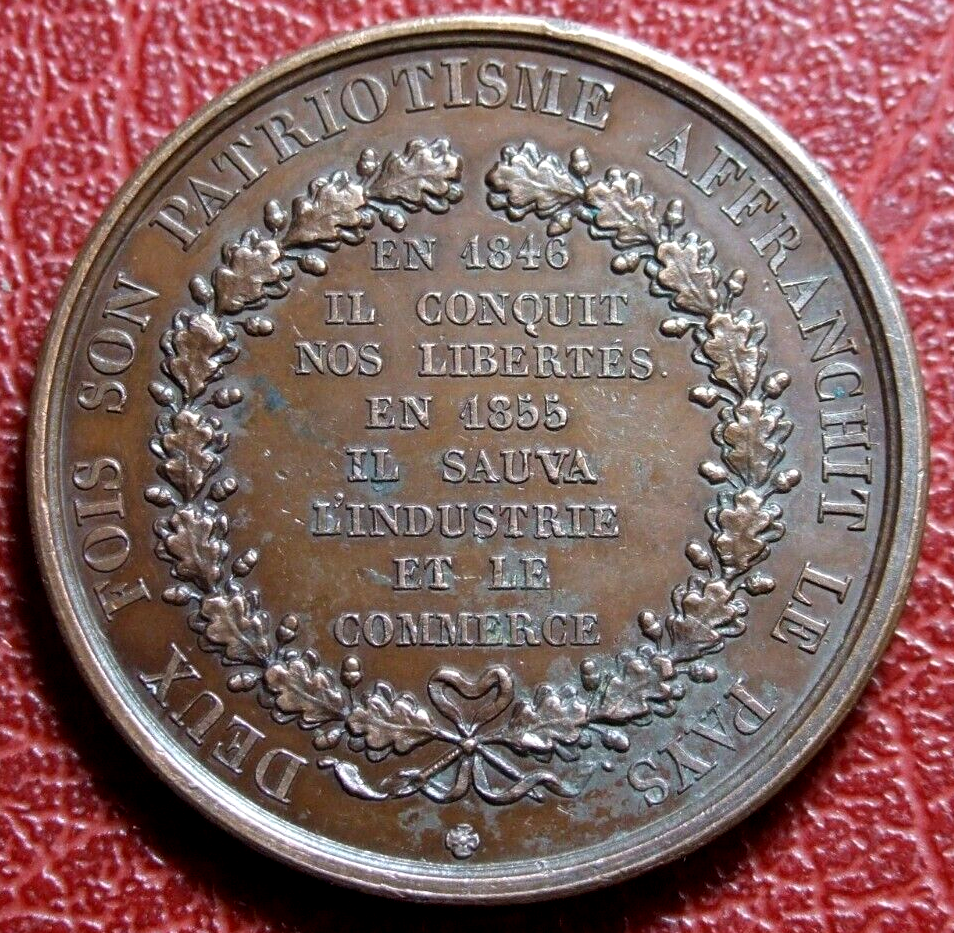 DEUX FOIS SON PATRIOTISME AFFRANCHIT LE PAYS
EN 1846
IL CONQUIT
NOS LIBERTÉS.
EN 1855
IL SAUVA
L'INDUSTRIE
ET LE
COMMERCE